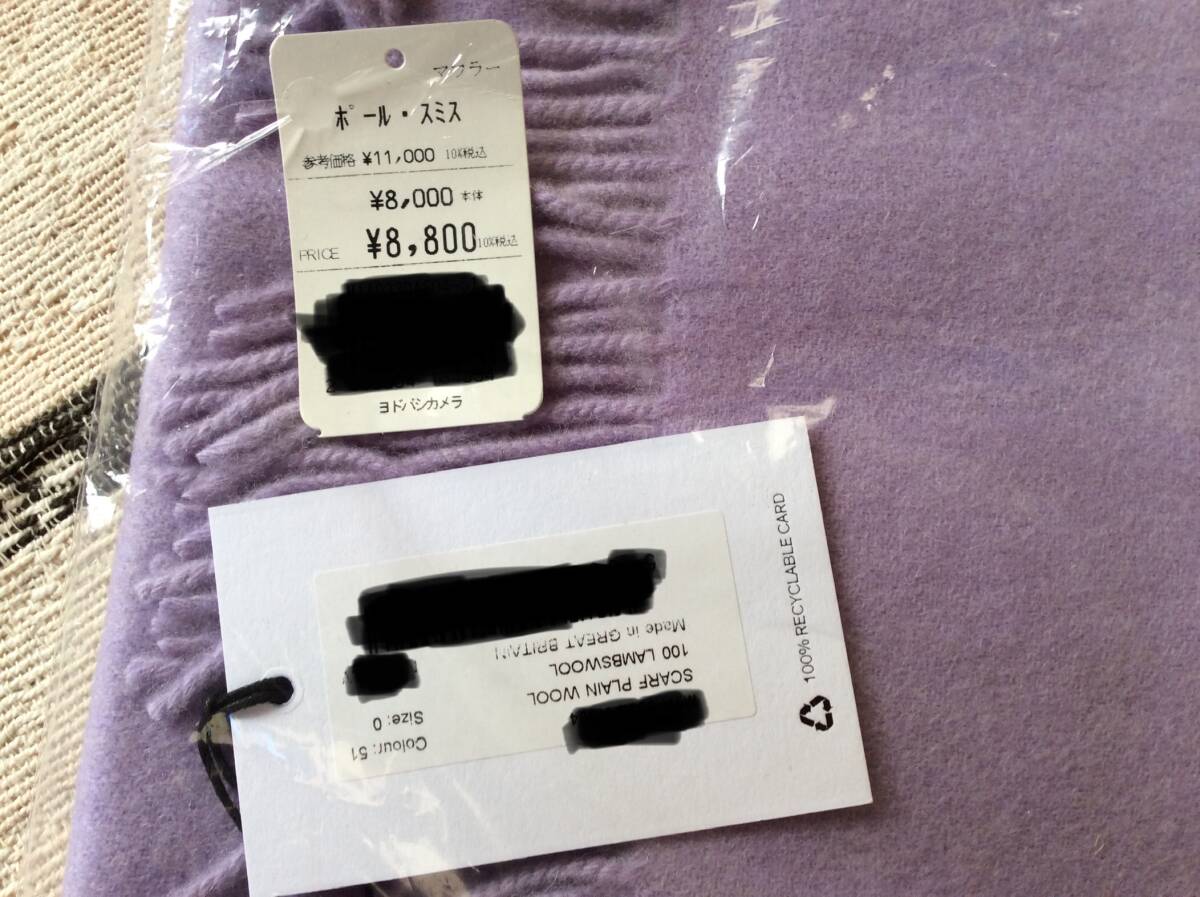 マフラー
ポール・スミス
参考価格 ¥11,000 10%税込
¥8,000 本体
PRICE ¥8,800 10%税込
ヨドバシカメラ
SCARF PLAIN WOOL
100 LAMBSWOOL
Made in GREAT BRITAIN
Colour: 51
Size: 0
100% RECYCLABLE CARD